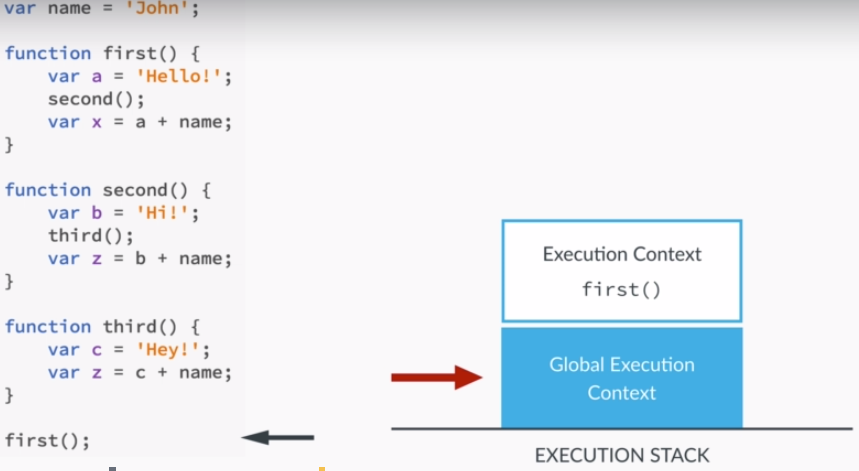 var name = 'John';
function first() {
    var a = 'Hello!';
    second();
    var x = a + name;
}
function second() {
    var b = 'Hi!';
    third();
    var z = b + name;
}
function third() {
    var c = 'Hey!';
    var z = c + name;
}
first();
Execution Context
first()
Global Execution
Context
EXECUTION STACK